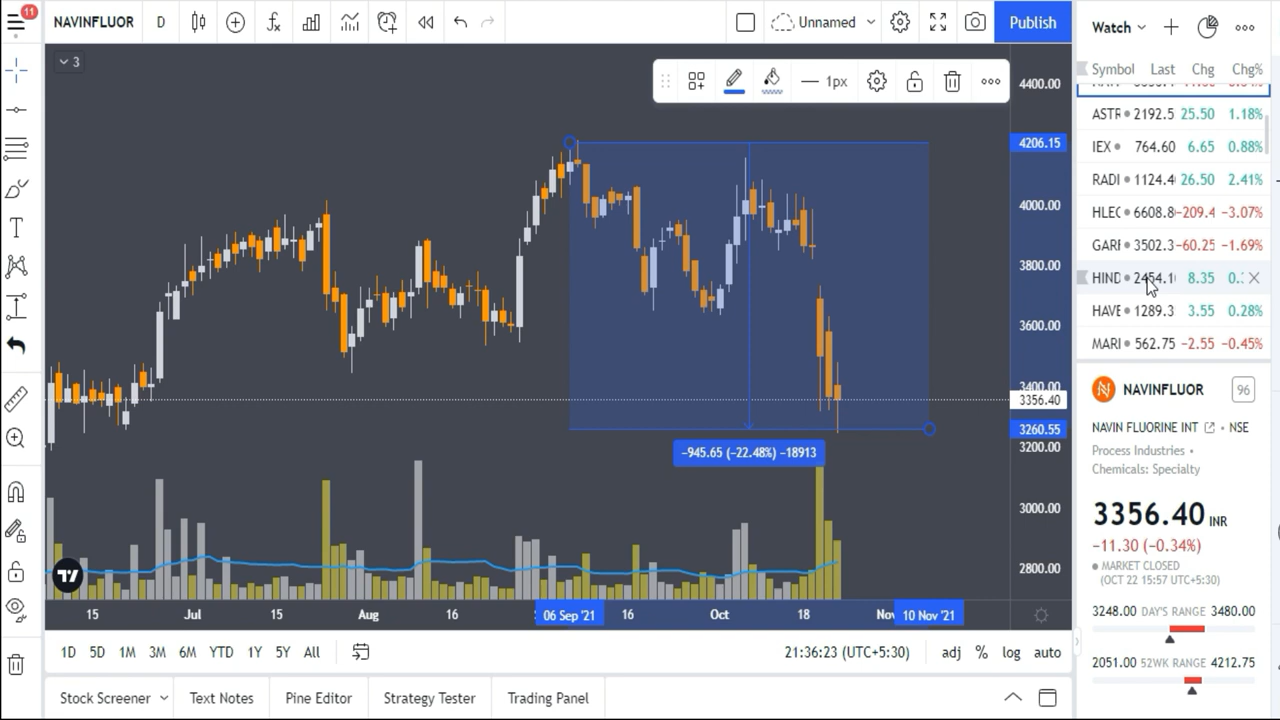 11
NAVINFLUOR
D
Unnamed
Publish
3
1px
4400.00
4206.15
4000.00
3800.00
3600.00
3400.00
3356.40
3260.55
3200.00
3000.00
2800.00
−945.65 (−22.48%) −18913
15
Jul
15
Aug
16
06 Sep '21
16
Oct
18
Nov
10 Nov '21
1D 5D 1M 3M 6M YTD 1Y 5Y All
21:36:23 (UTC+5:30)
adj % log auto
Stock Screener
Text Notes
Pine Editor
Strategy Tester
Trading Panel
Watch
Symbol Last Chg Chg%
ASTR 2192.5 25.50 1.18%
IEX 764.60 6.65 0.88%
RADI 1124.4 26.50 2.41%
HLEC 6608.8 −209.4 −3.07%
GARF 3502.3 −60.25 −1.69%
HIND 2454.1 8.35 0.
HAVE 1289.3 3.55 0.28%
MARI 562.75 −2.55 −0.45%
NAVINFLUOR
96
NAVIN FLUORINE INT • NSE
Process Industries •
Chemicals: Specialty
3356.40 INR
−11.30 (−0.34%)
• MARKET CLOSED
(OCT 22 15:57 UTC+5:30)
3248.00 DAY'S RANGE 3480.00
2051.00 52WK RANGE 4212.75